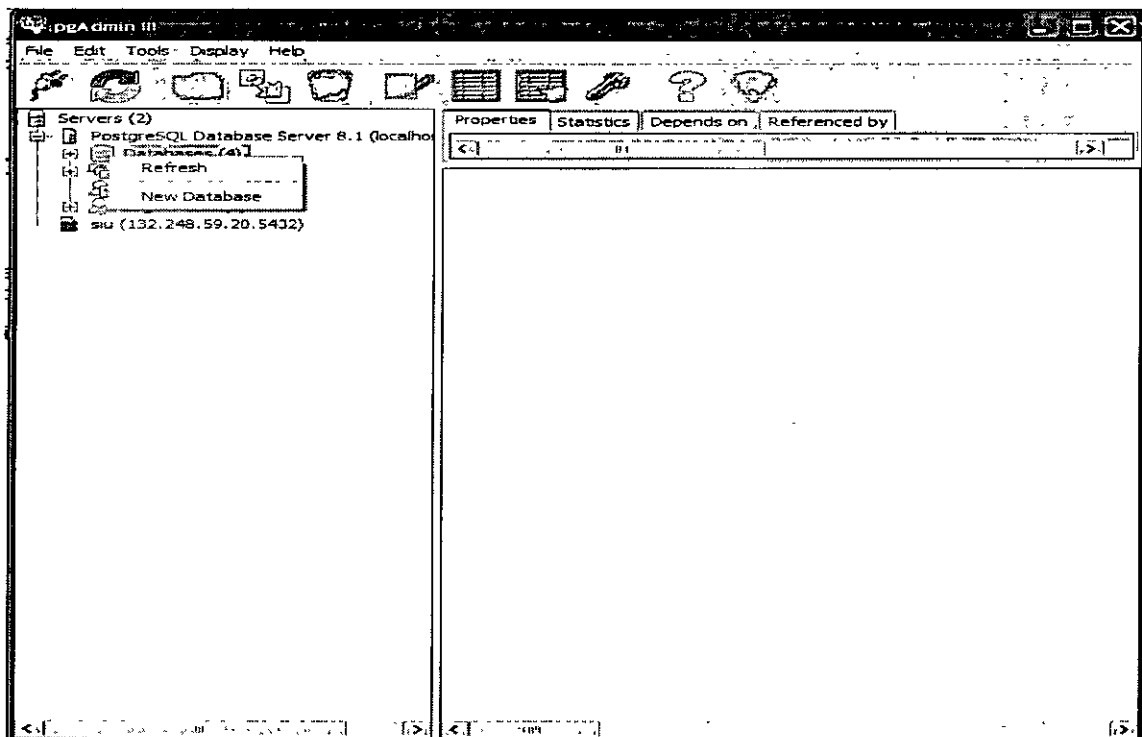 pgAdmin III
File Edit Tools Display Help
Servers (2)
PostgreSQL Database Server 8.1 (localho
Databases (4)
Refresh
New Database
siu (132.248.59.20.5432)
Properties Statistics Depends on Referenced by